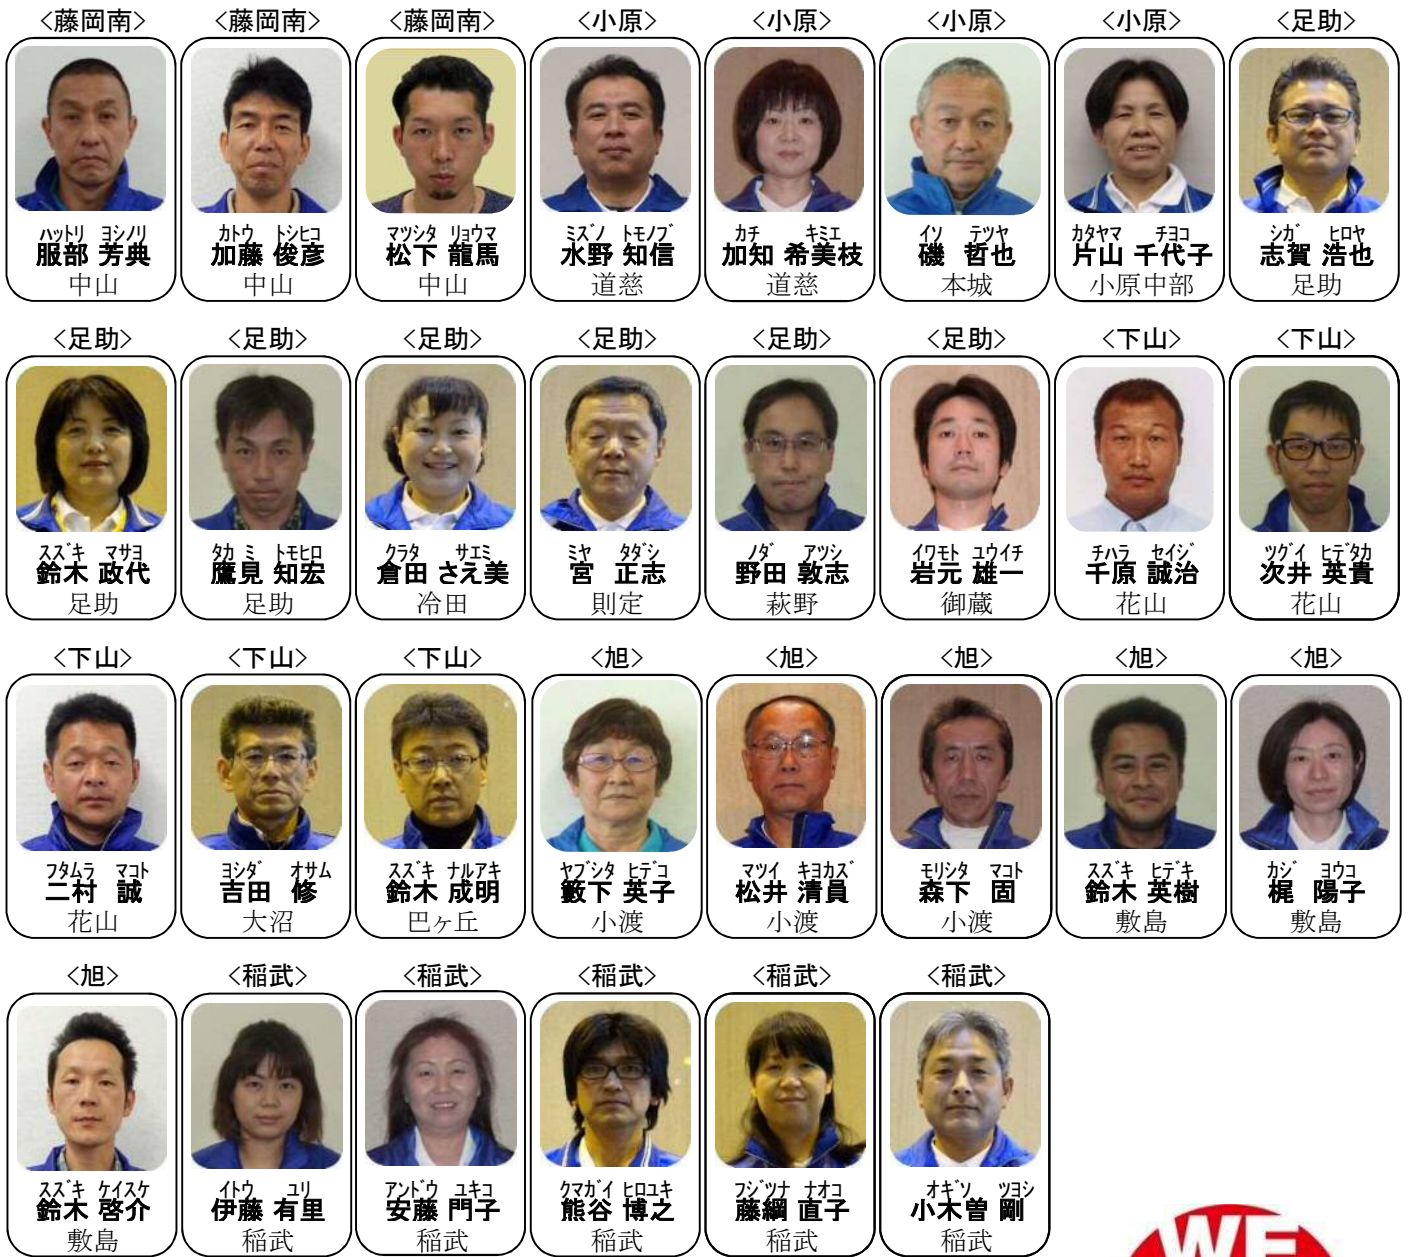 <藤岡南> <藤岡南> <藤岡南> <小原> <小原> <小原> <小原> <足助>
ハットリ ヨシノリ カトウ トシヒコ マツシタ リョウマ ミズノ トモノブ カチ キミエ イソ テツヤ カタヤマ チヨコ シガ ヒロヤ
服部 芳典 加藤 俊彦 松下 龍馬 水野 知信 加知 希美枝 磯 哲也 片山 千代子 志賀 浩也
中山 中山 中山 道慈 道慈 本城 小原中部 足助
<足助> <足助> <足助> <足助> <足助> <足助> <下山> <下山>
スズキ マサヨ タカミ トモヒロ クラタ サエミ ミヤ タダシ ノダ アツシ イワモト ユウイチ チハラ セイジ ツグイ ヒデタカ
鈴木 政代 鷹見 知宏 倉田 さえ美 宮 正志 野田 敦志 岩元 雄一 千原 誠治 次井 英貴
足助 足助 冷田 則定 萩野 御蔵 花山 花山
<下山> <下山> <下山> <旭> <旭> <旭> <旭> <旭>
フタムラ マコト ヨシダ オサム スズキ ナルアキ ヤブシタ ヒデコ マツイ キヨカズ モリシタ マコト スズキ ヒデキ カジ ヨウコ
二村 誠 吉田 修 鈴木 成明 籔下 英子 松井 清員 森下 固 鈴木 英樹 梶 陽子
花山 大沼 巴ヶ丘 小渡 小渡 小渡 敷島 敷島
<旭> <稲武> <稲武> <稲武> <稲武> <稲武>
スズキ ケイスケ イトウ ユリ アンドウ ユキコ クマガイ ヒロユキ フジツナ ナオコ オギソ ツヨシ
鈴木 啓介 伊藤 有里 安藤 門子 熊谷 博之 藤綱 直子 小木曽 剛
敷島 稲武 稲武 稲武 稲武 稲武
WE